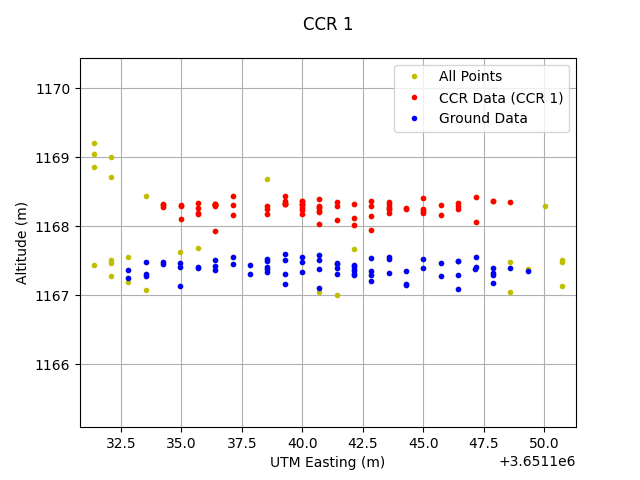 CCR 1
All Points
CCR Data (CCR 1)
Ground Data
Altitude (m)
1170
1169
1168
1167
1166
32.5 35.0 37.5 40.0 42.5 45.0 47.5 50.0
UTM Easting (m)
+3.6511e6